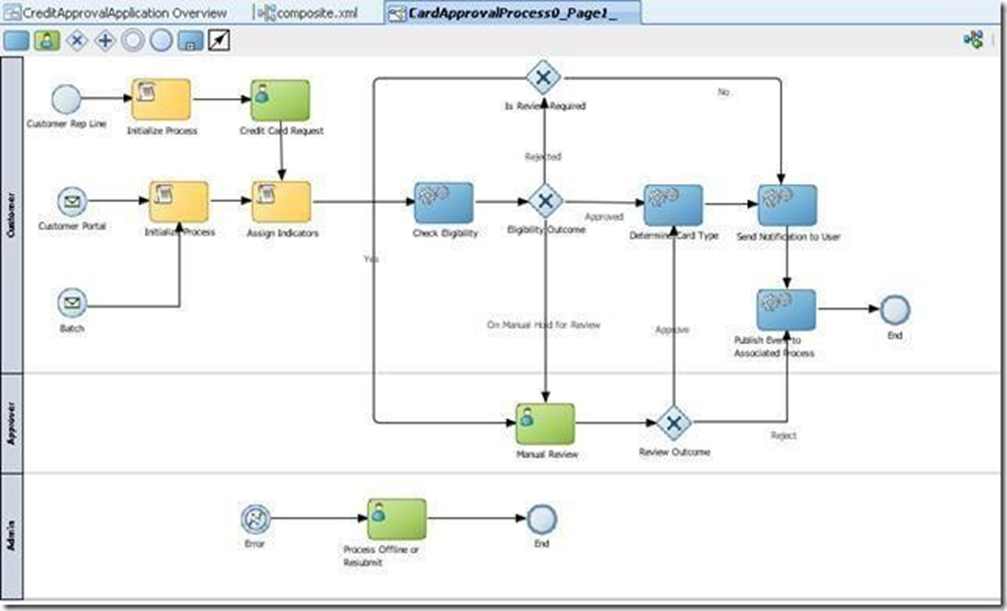 CreditApprovalApplication Overview
composite.xml
CardApprovalProcess0_Page1_
Customer
Customer Rep Line
Initialize Process
Credit Card Request
Is Review Required
No
Rejected
Customer Portal
Initialize Process
Assign Indicators
Check Eligibility
Eligibility Outcome
Approved
Determine Card Type
Send Notification to User
Yes
Batch
On Manual Hold for Review
Approve
Publish Event to
Associated Process
End
Approver
Manual Review
Review Outcome
Reject
Admin
Error
Process Offline or
Resubmit
End